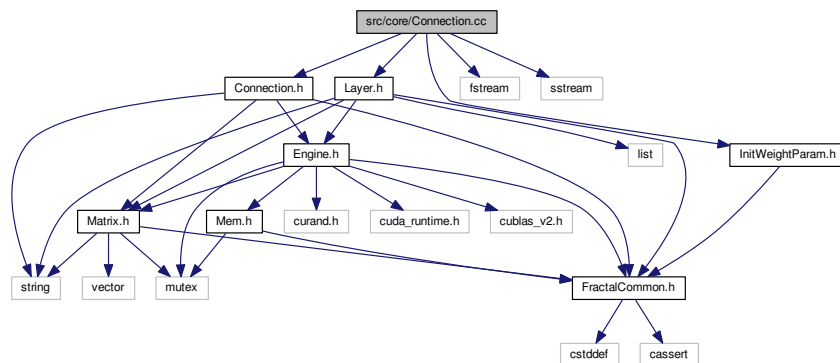 src/core/Connection.cc
Connection.h
Layer.h
fstream
sstream
Engine.h
list
InitWeightParam.h
Matrix.h
Mem.h
curand.h
cuda_runtime.h
cublas_v2.h
string
vector
mutex
FractalCommon.h
cstddef
cassert